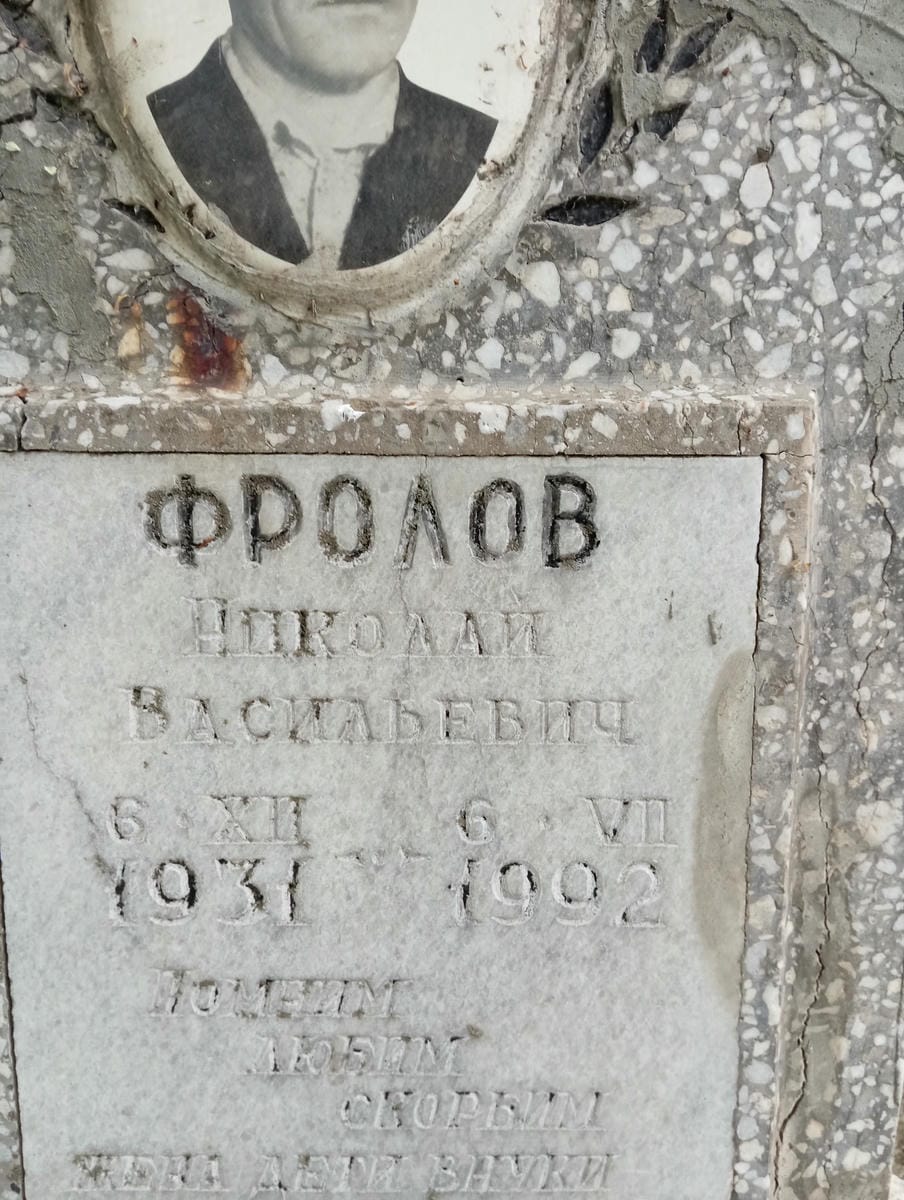 ФРОЛОВ
НИКОЛАЙ
ВАСИЛЬЕВИЧ
6 · XII 6 · VII
1931 - 1992
ПОМНИМ
ЛЮБИМ
СКОРБИМ
ЖЕНА ДЕТИ ВНУКИ